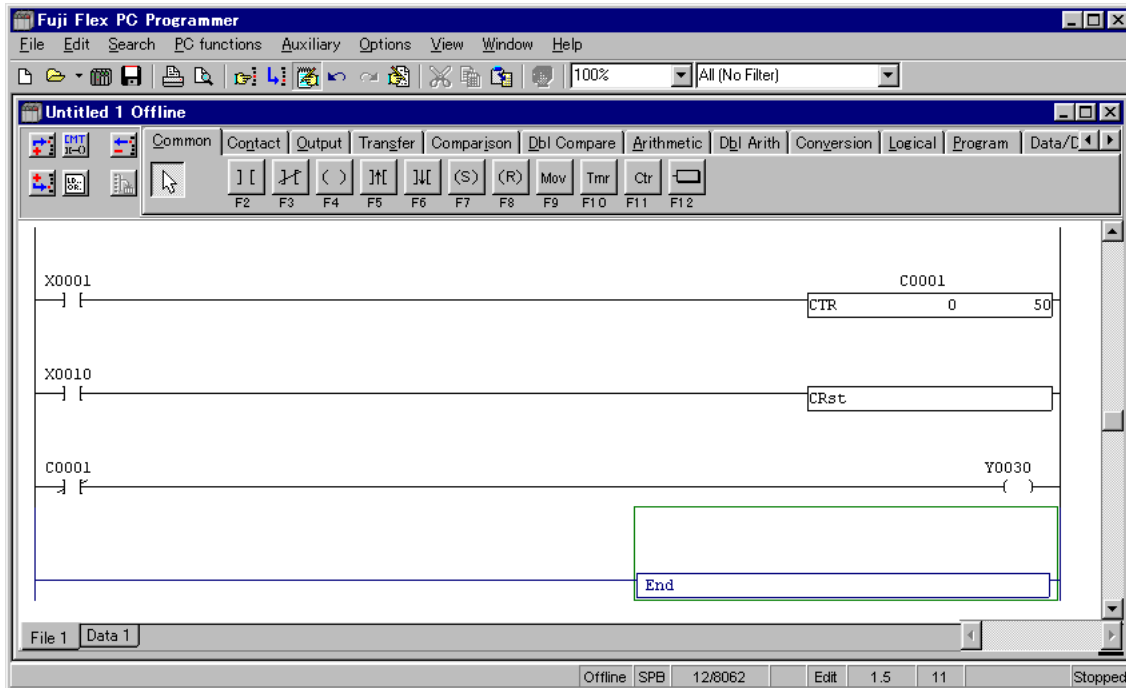 Fuji Flex PC Programmer
File Edit Search PC functions Auxiliary Options View Window Help
100% All (No Filter)
Untitled 1 Offline
CMT Common Contact Output Transfer Comparison Dbl Compare Arithmetic Dbl Arith Conversion Logical Program Data/D
LD.. OR. (S) (R) Mov Tmr Ctr
F2 F3 F4 F5 F6 F7 F8 F9 F10 F11 F12
X0001 C0001
CTR 0 50
X0010
CRst
C0001 Y0030
End
File 1 Data 1
Offline SPB 12/8062 Edit 1.5 11 Stopped